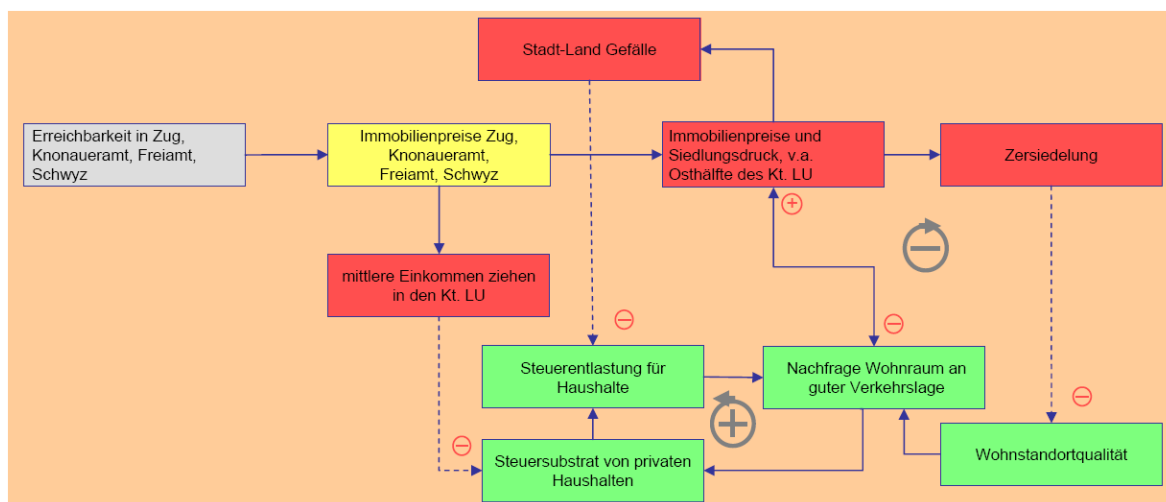 Stadt-Land Gefälle
Erreichbarkeit in Zug,
Knonaueramt, Freiamt,
Schwyz
Immobilienpreise Zug,
Knonaueramt,
Freiamt, Schwyz
Immobilienpreise und
Siedlungsdruck, v.a.
Osthälfte des Kt. LU
Zersiedelung
mittlere Einkommen ziehen
in den Kt. LU
Steuerentlastung für
Haushalte
Nachfrage Wohnraum an
guter Verkehrslage
Steuersubstrat von privaten
Haushalten
Wohnstandortqualität